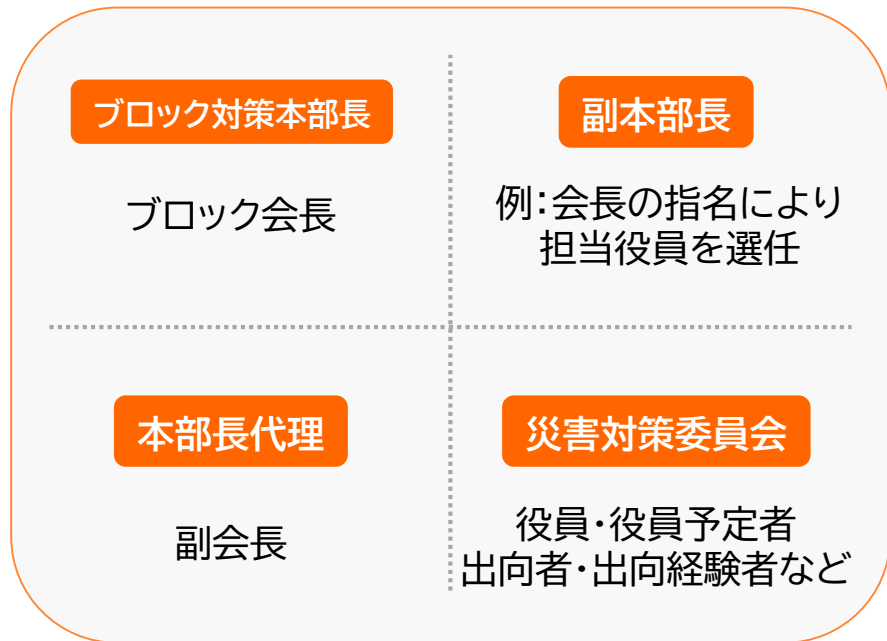 ブロック対策本部長
ブロック会長
副本部長
例：会長の指名により
担当役員を選任
本部長代理
副会長
災害対策委員会
役員・役員予定者
出向者・出向経験者など